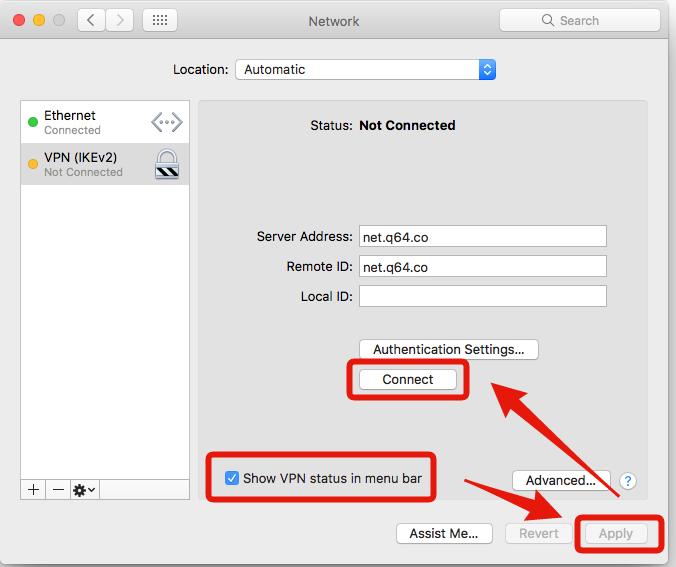 Network
Search
Location: Automatic
Ethernet
Connected
VPN (IKEv2)
Not Connected
Status: Not Connected
Server Address: net.q64.co
Remote ID: net.q64.co
Local ID:
Authentication Settings...
Connect
Show VPN status in menu bar
Advanced...
?
Assist Me...
Revert
Apply